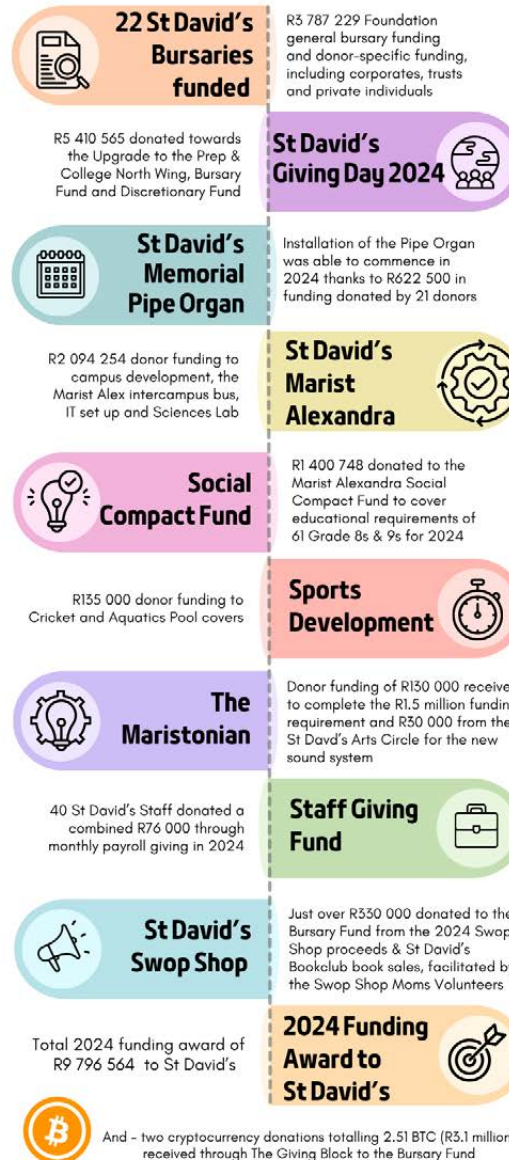 22 St David's
Bursaries
funded
R3 787 229 Foundation
general bursary funding
and donor-specific funding,
including corporates, trusts
and private individuals
R5 410 565 donated towards
the Upgrade to the Prep &
College North Wing, Bursary
Fund and Discretionary Fund
St David's
Giving Day 2024
St David's
Memorial
Pipe Organ
Installation of the Pipe Organ
was able to commence in
2024 thanks to R622 500 in
funding donated by 21 donors
R2 094 254 donor funding to
campus development, the
Marist Alex intercampus bus,
IT set up and Sciences Lab
St David's
Marist
Alexandra
Social
Compact Fund
R1 400 748 donated to the
Marist Alexandra Social
Compact Fund to cover
educational requirements of
61 Grade 8s & 9s for 2024
R135 000 donor funding to
Cricket and Aquatics Pool covers
Sports
Development
The
Maristonian
Donor funding of R130 000 receive
to complete the R1.5 million fundin
requirement and R30 000 from the
St Davd's Arts Circle for the new
sound system
40 St David's Staff donated a
combined R76 000 through
monthly payroll giving in 2024
Staff Giving
Fund
St David's
Swop Shop
Just over R330 000 donated to the
Bursary Fund from the 2024 Swop
Shop proceeds & St David's
Bookclub book sales, facilitated by
the Swop Shop Moms Volunteers
Total 2024 funding award of
R9 796 564 to St David's
2024 Funding
Award to
St David's
And - two cryptocurrency donations totalling 2.51 BTC (R3.1 million
received through The Giving Block to the Bursary Fund